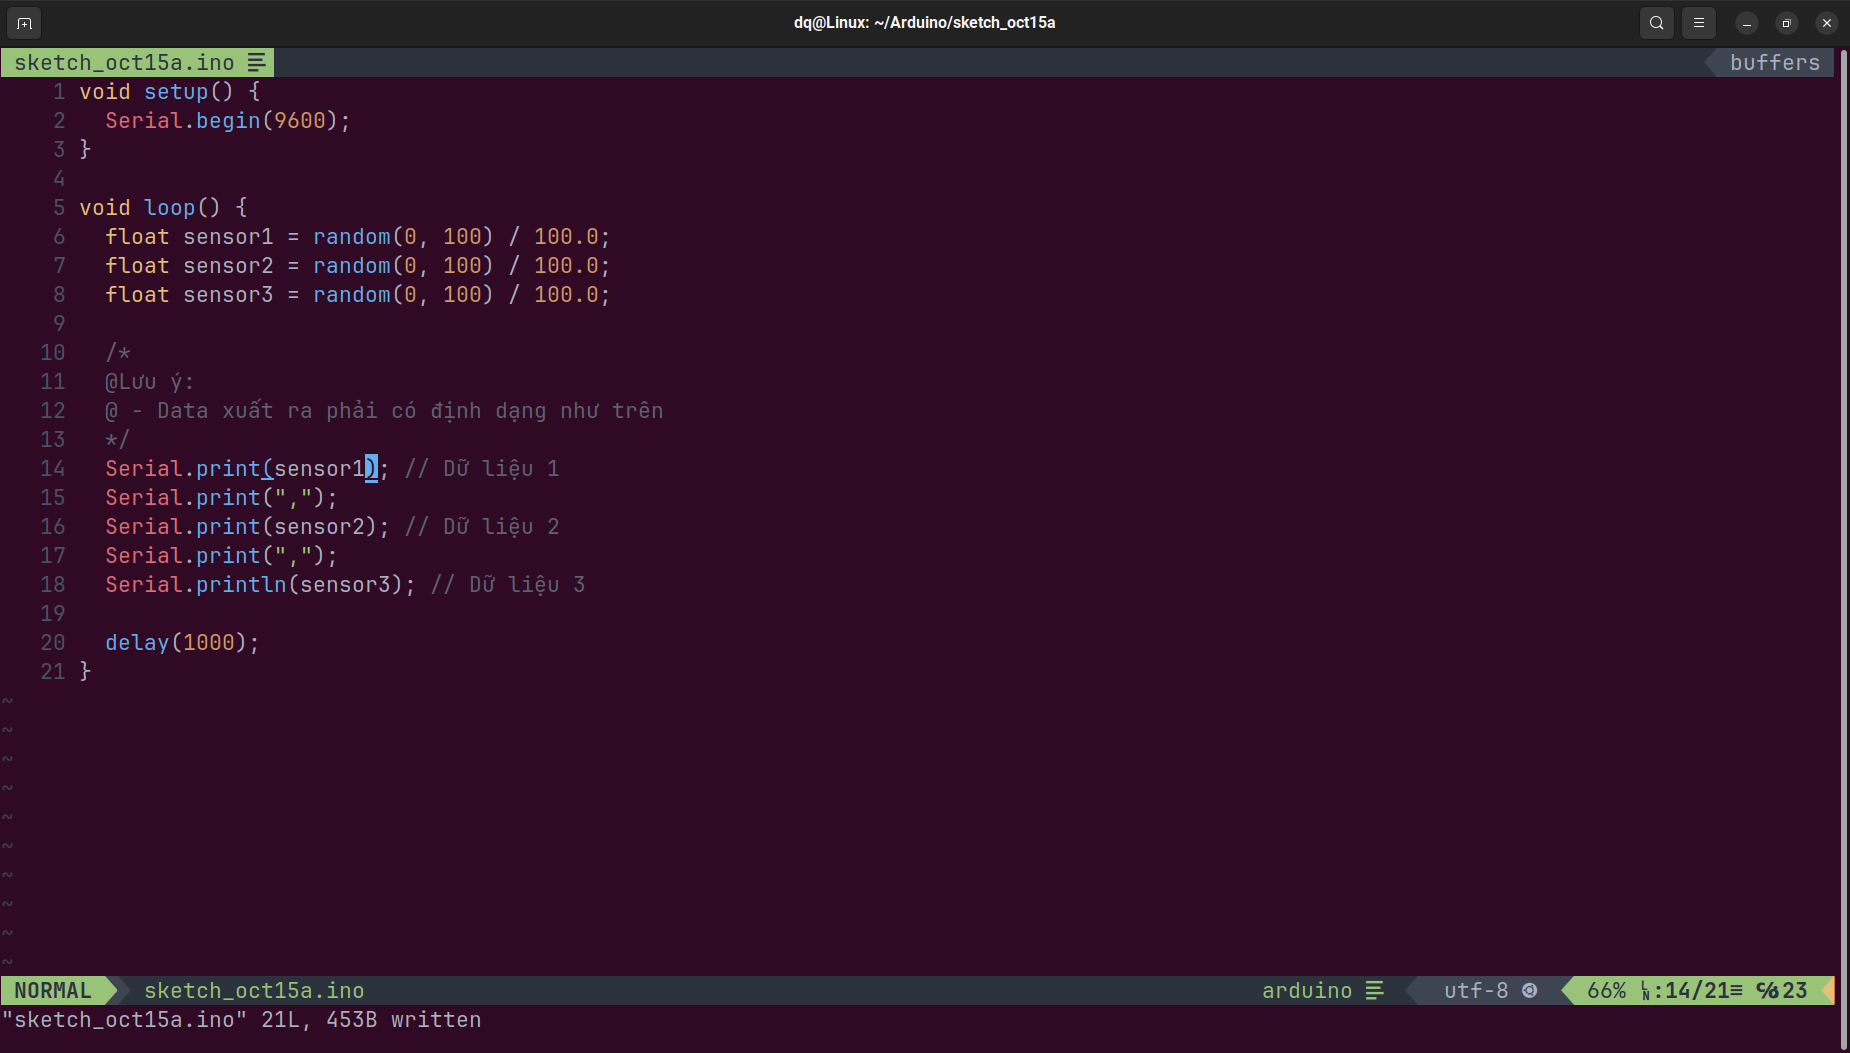 dq@Linux: ~/Arduino/sketch_oct15a
sketch_oct15a.ino
buffers
1 void setup() {
2   Serial.begin(9600);
3 }
4
5 void loop() {
6   float sensor1 = random(0, 100) / 100.0;
7   float sensor2 = random(0, 100) / 100.0;
8   float sensor3 = random(0, 100) / 100.0;
9
10   /*
11   @Lưu ý:
12   @ - Data xuất ra phải có định dạng như trên
13   */
14   Serial.print(sensor1); // Dữ liệu 1
15   Serial.print(",");
16   Serial.print(sensor2); // Dữ liệu 2
17   Serial.print(",");
18   Serial.println(sensor3); // Dữ liệu 3
19
20   delay(1000);
21 }
~
~
~
~
~
~
~
~
~
~
NORMAL sketch_oct15a.ino arduino utf-8 66% LN:14/21≡ ℅23
"sketch_oct15a.ino" 21L, 453B written